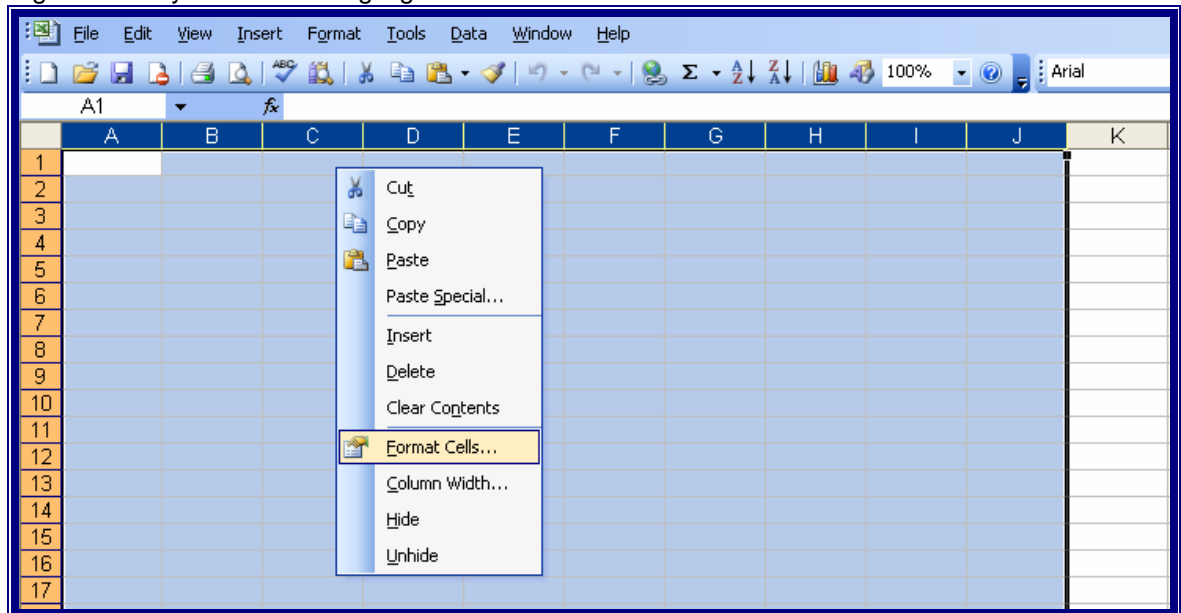 File Edit View Insert Format Tools Data Window Help
ABC Σ A Z Z A 100% Arial
A1 fx
A B C D E F G H I J K
1
2
3
4
5
6
7
8
9
10
11
12
13
14
15
16
17
Cut
Copy
Paste
Paste Special...
Insert
Delete
Clear Contents
Format Cells...
Column Width...
Hide
Unhide